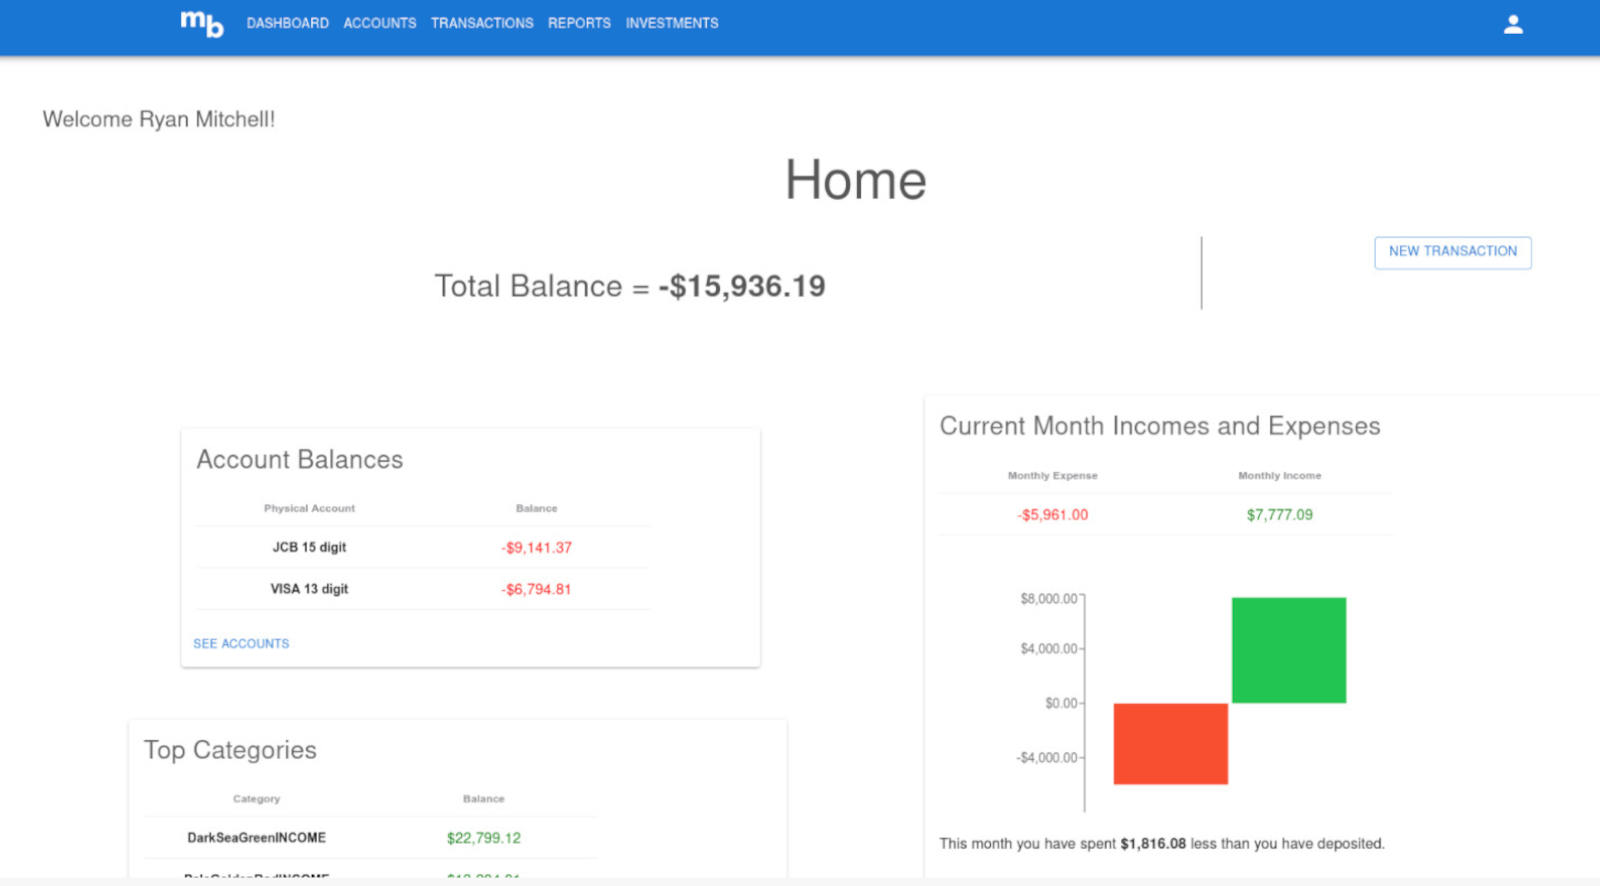 mb DASHBOARD ACCOUNTS TRANSACTIONS REPORTS INVESTMENTS
Welcome Ryan Mitchell!
Home
Total Balance = -$15,936.19
NEW TRANSACTION
Account Balances
Physical Account Balance
JCB 15 digit -$9,141.37
VISA 13 digit -$6,794.81
SEE ACCOUNTS
Top Categories
Category Balance
DarkSeaGreenINCOME $22,799.12
Current Month Incomes and Expenses
Monthly Expense Monthly Income
-$5,961.00 $7,777.09
$8,000.00
$4,000.00
$0.00
-$4,000.00
This month you have spent $1,816.08 less than you have deposited.